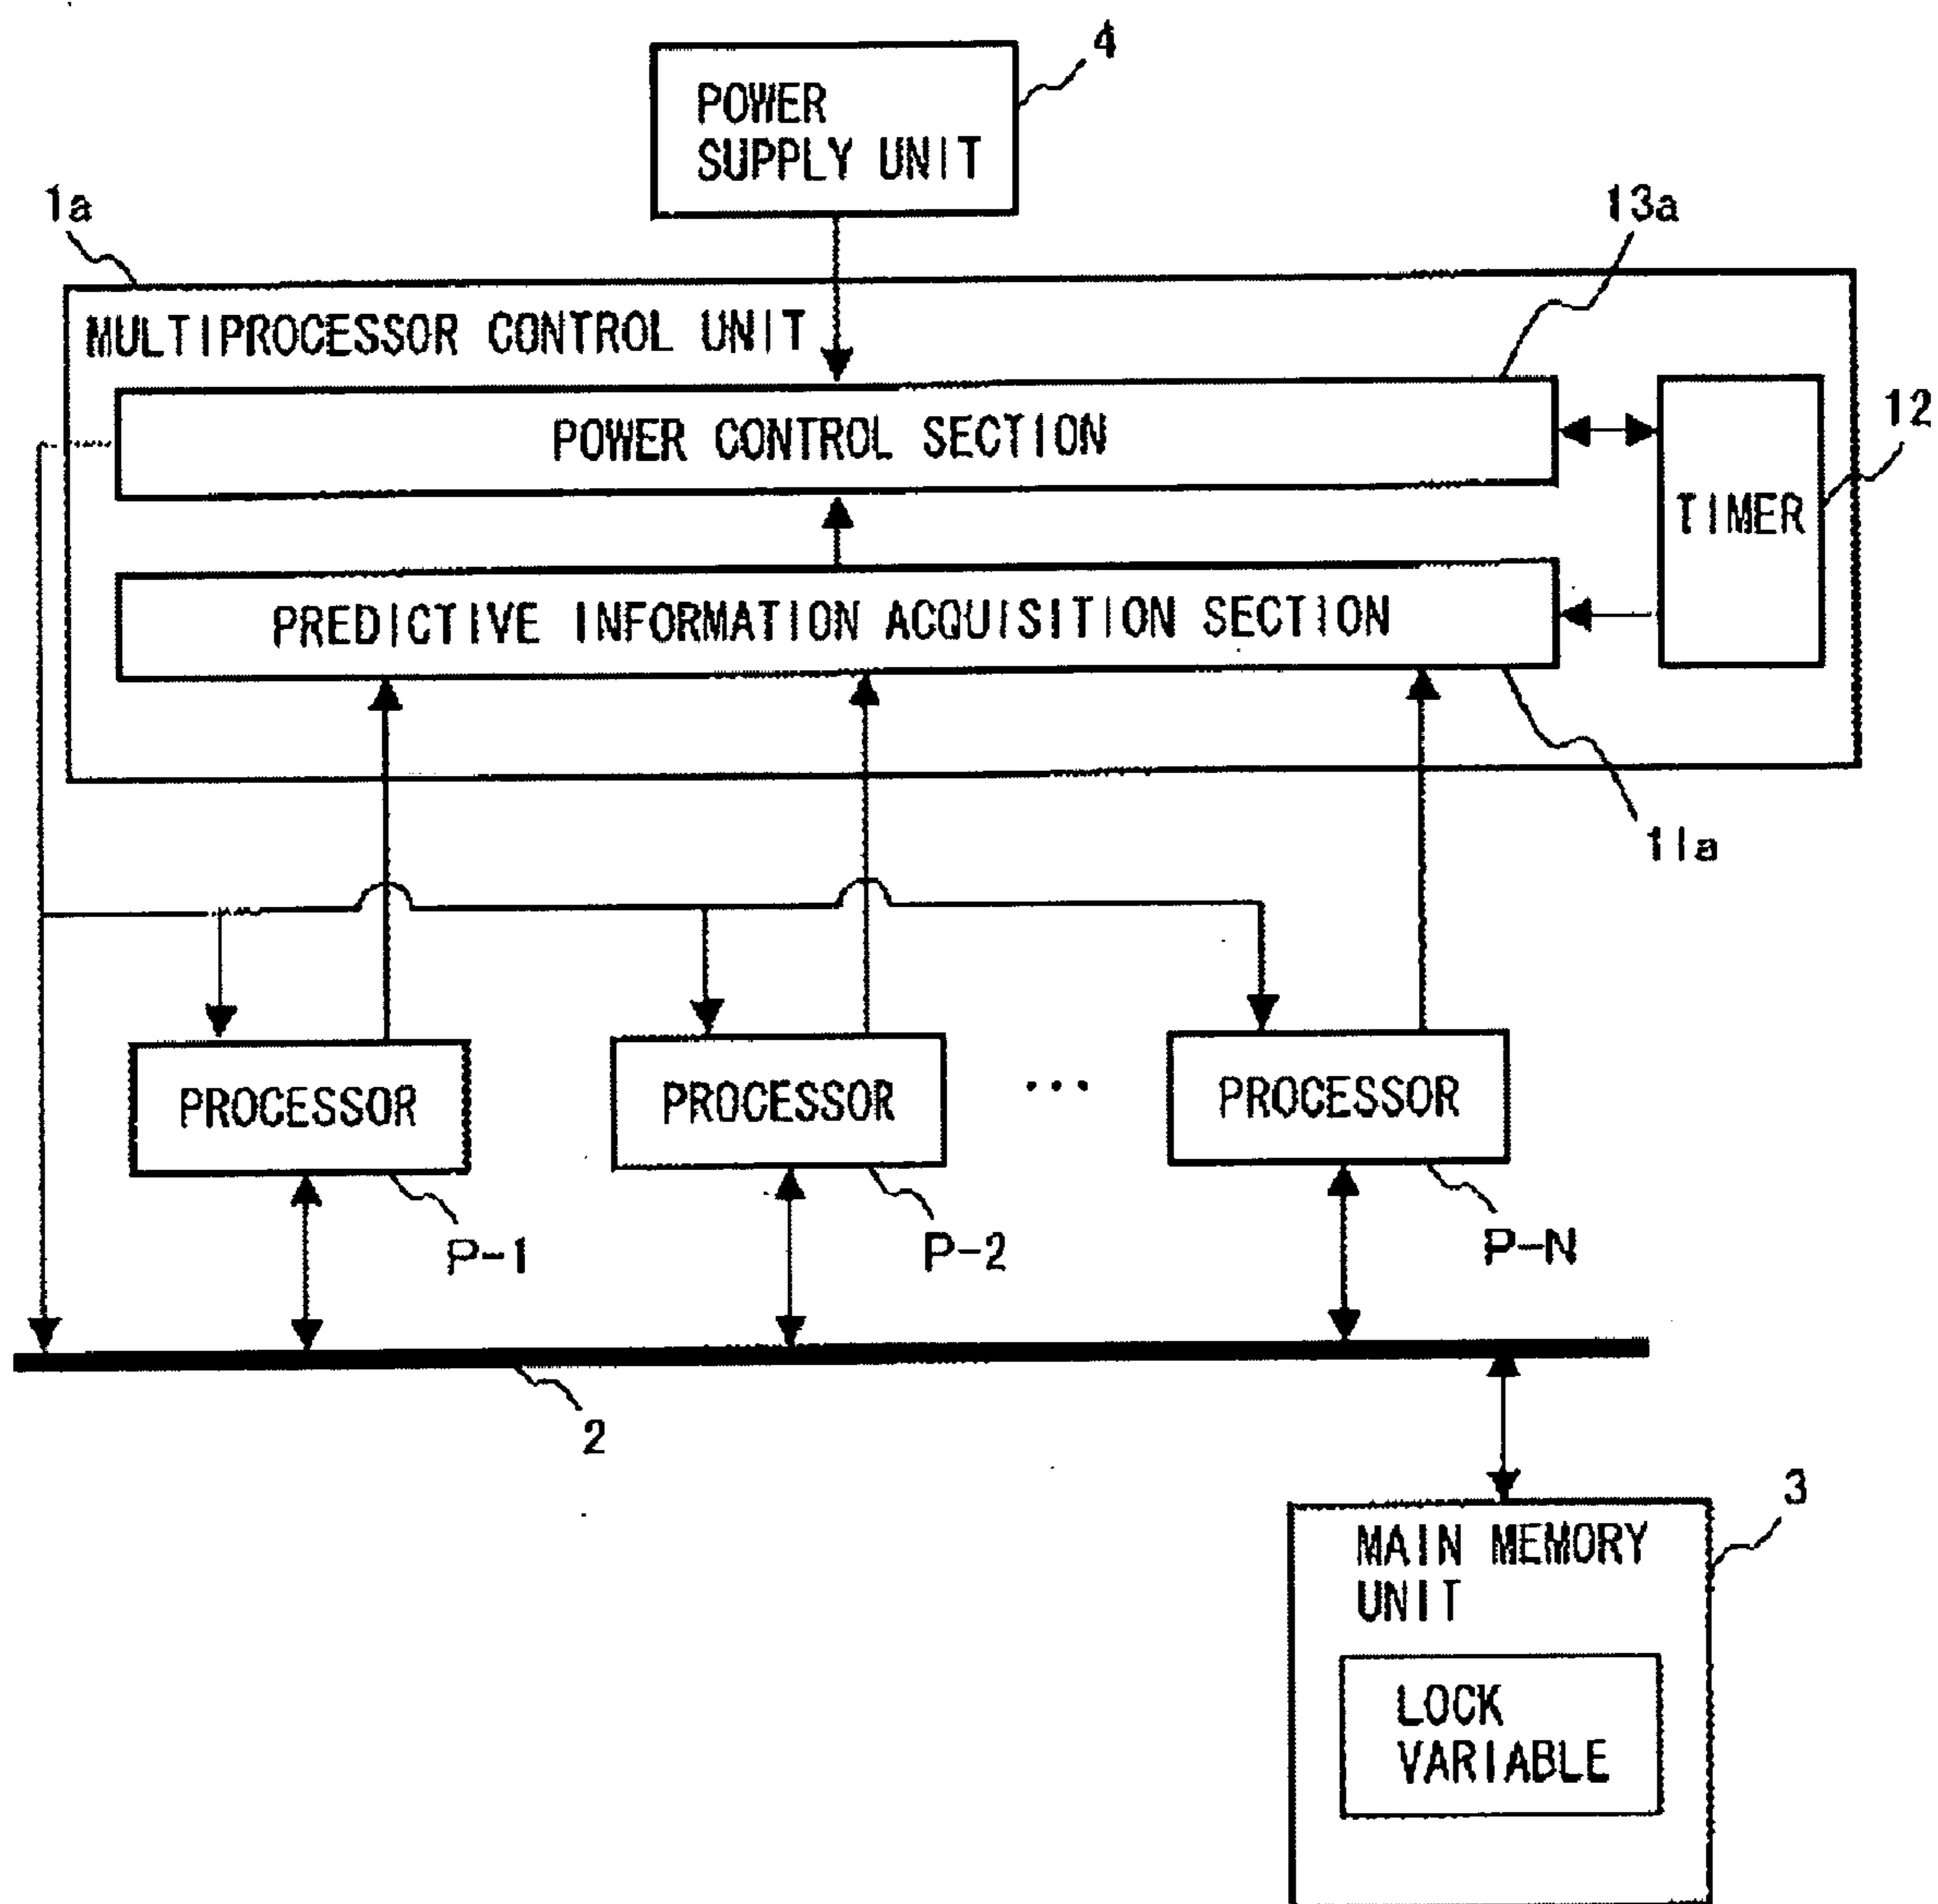 4
POWER
SUPPLY UNIT
1a
13a
MULTIPROCESSOR CONTROL UNIT
12
POWER CONTROL SECTION
TIMER
PREDICTIVE INFORMATION ACQUISITION SECTION
11a
PROCESSOR
PROCESSOR
...
PROCESSOR
P-1
P-2
P-N
2
3
MAIN MEMORY
UNIT
LOCK
VARIABLE